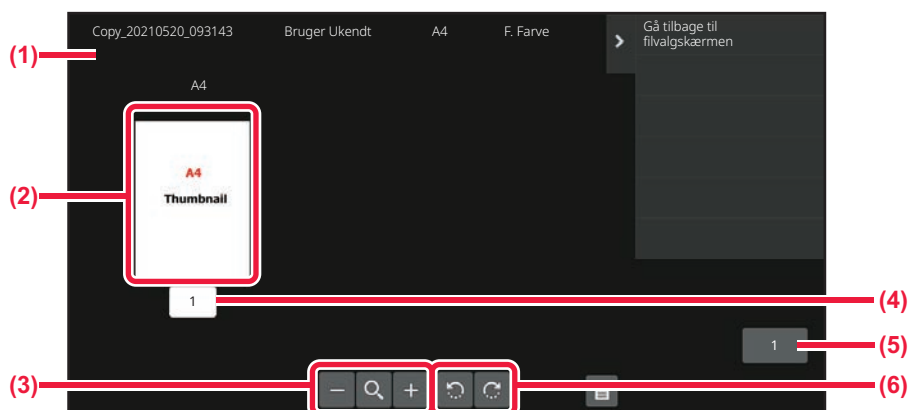 Copy_20210520_093143 Bruger Ukendt A4 F. Farve
Gå tilbage til
filvalgskærmen
(1)
A4
(2)
A4
Thumbnail
1
(4)
1
(5)
(3)
(6)